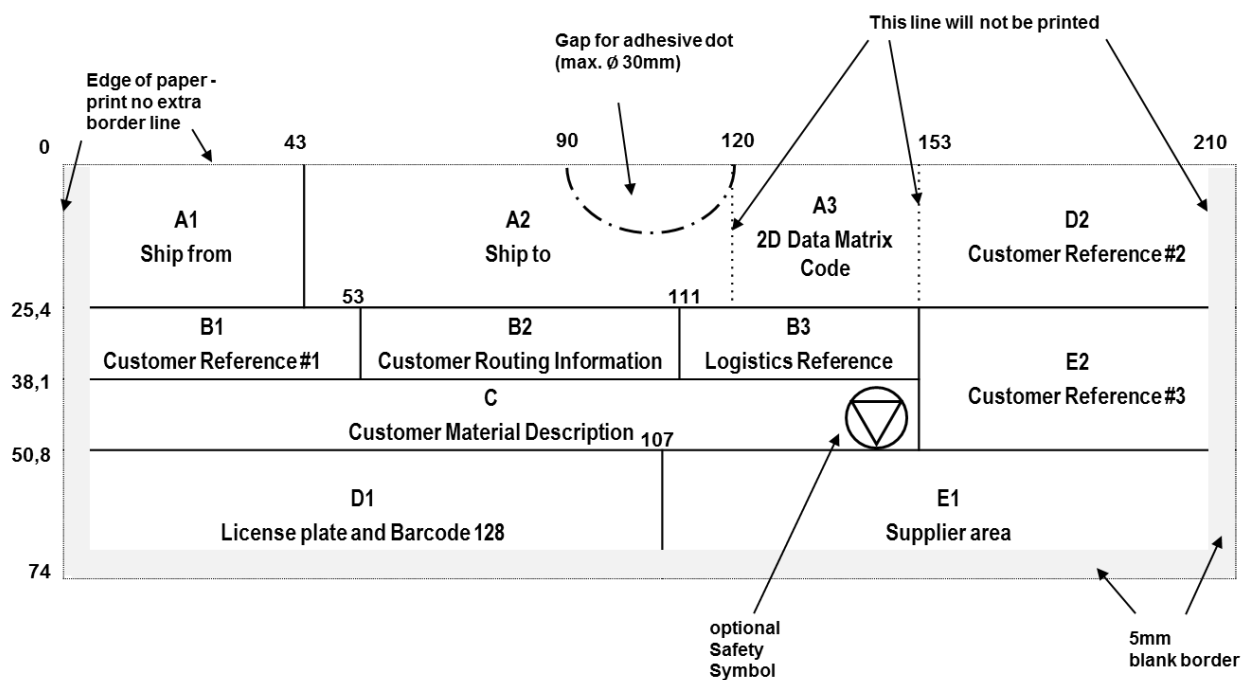 This line will not be printed
Gap for adhesive dot
(max. Ø 30mm)
Edge of paper -
print no extra
border line
0
43
90
120
153
210
A1
Ship from
A2
Ship to
A3
2D Data Matrix
Code
D2
Customer Reference #2
25,4
53
111
B1
Customer Reference #1
B2
Customer Routing Information
B3
Logistics Reference
E2
Customer Reference #3
38,1
C
Customer Material Description
107
50,8
D1
License plate and Barcode 128
E1
Supplier area
74
optional
Safety
Symbol
5mm
blank border